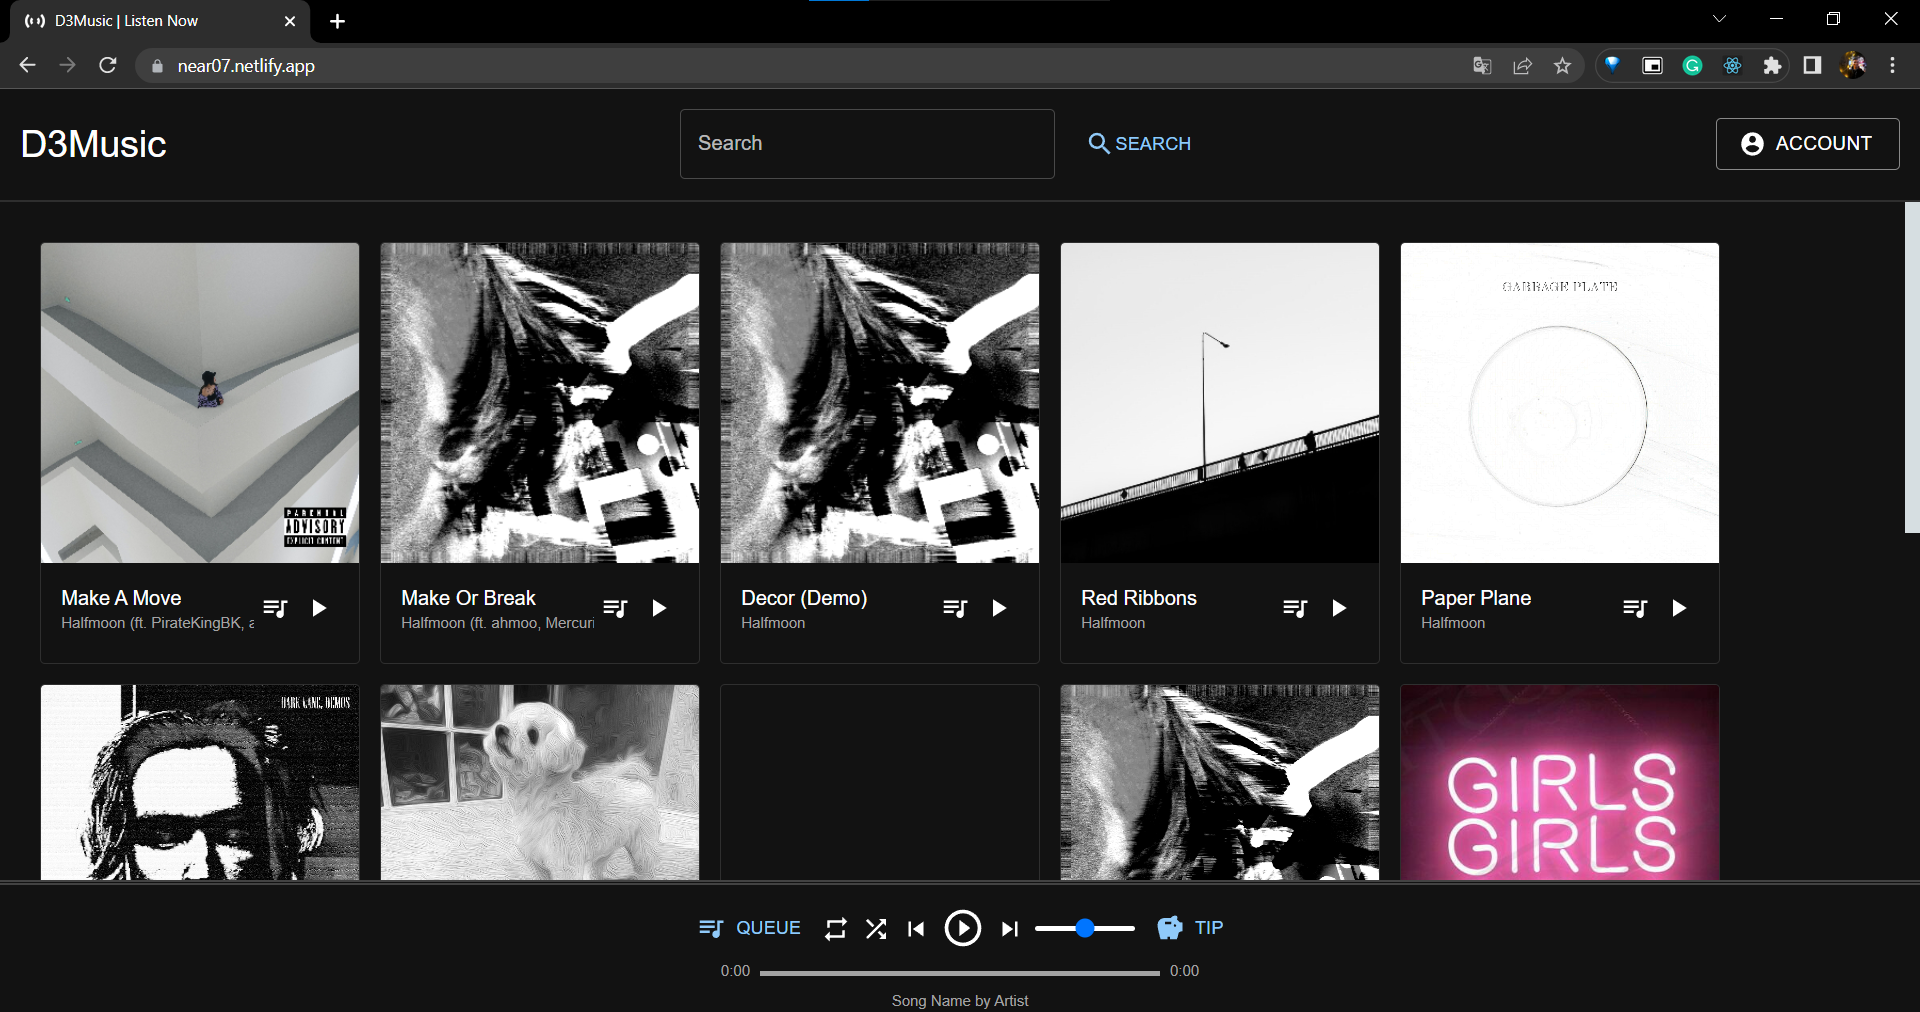 D3Music | Listen Now
near07.netlify.app
D3Music
Search
SEARCH
ACCOUNT
GARBAGE PLATE
PARENTAL
ADVISORY
EXPLICIT CONTENT
Make A Move
Halfmoon (ft. PirateKingBK, a
Make Or Break
Halfmoon (ft. ahmoo, Mercuri
Decor (Demo)
Halfmoon
Red Ribbons
Halfmoon
Paper Plane
Halfmoon
DARK LANE, DEMOS
GIRLS
GIRLS
QUEUE
TIP
0:00
0:00
Song Name by Artist